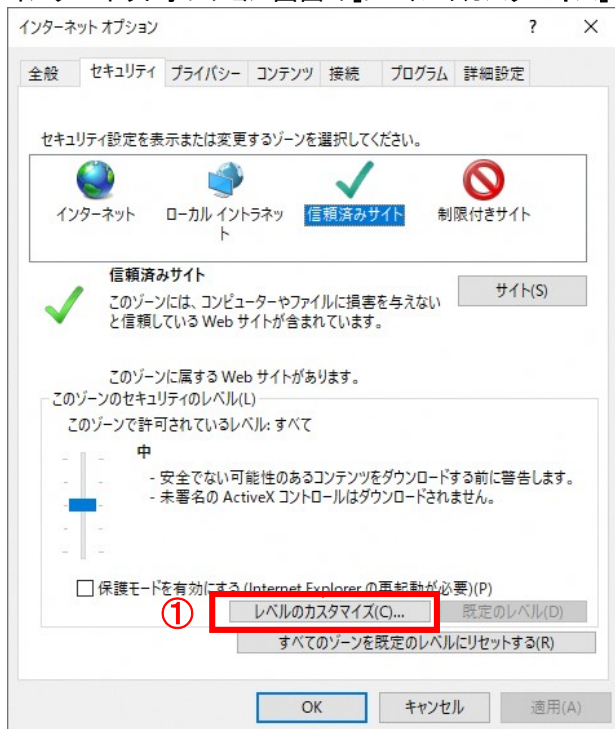 インターネット オプション ? ×
全般 セキュリティ プライバシー コンテンツ 接続 プログラム 詳細設定
セキュリティ設定を表示または変更するゾーンを選択してください。
インターネット ローカル イントラネット 信頼済みサイト 制限付きサイト
信頼済みサイト
サイト(S)
このゾーンには、コンピューターやファイルに損害を与えない
と信頼している Web サイトが含まれています。
このゾーンに属する Web サイトがあります。
このゾーンのセキュリティのレベル(L)
このゾーンで許可されているレベル: すべて
中
- 安全でない可能性のあるコンテンツをダウンロードする前に警告します。
- 未署名の ActiveX コントロールはダウンロードされません。
保護モードを有効にする (Internet Explorer の再起動が必要)(P)
① レベルのカスタマイズ(C)... 既定のレベル(D)
すべてのゾーンを既定のレベルにリセットする(R)
OK キャンセル 適用(A)